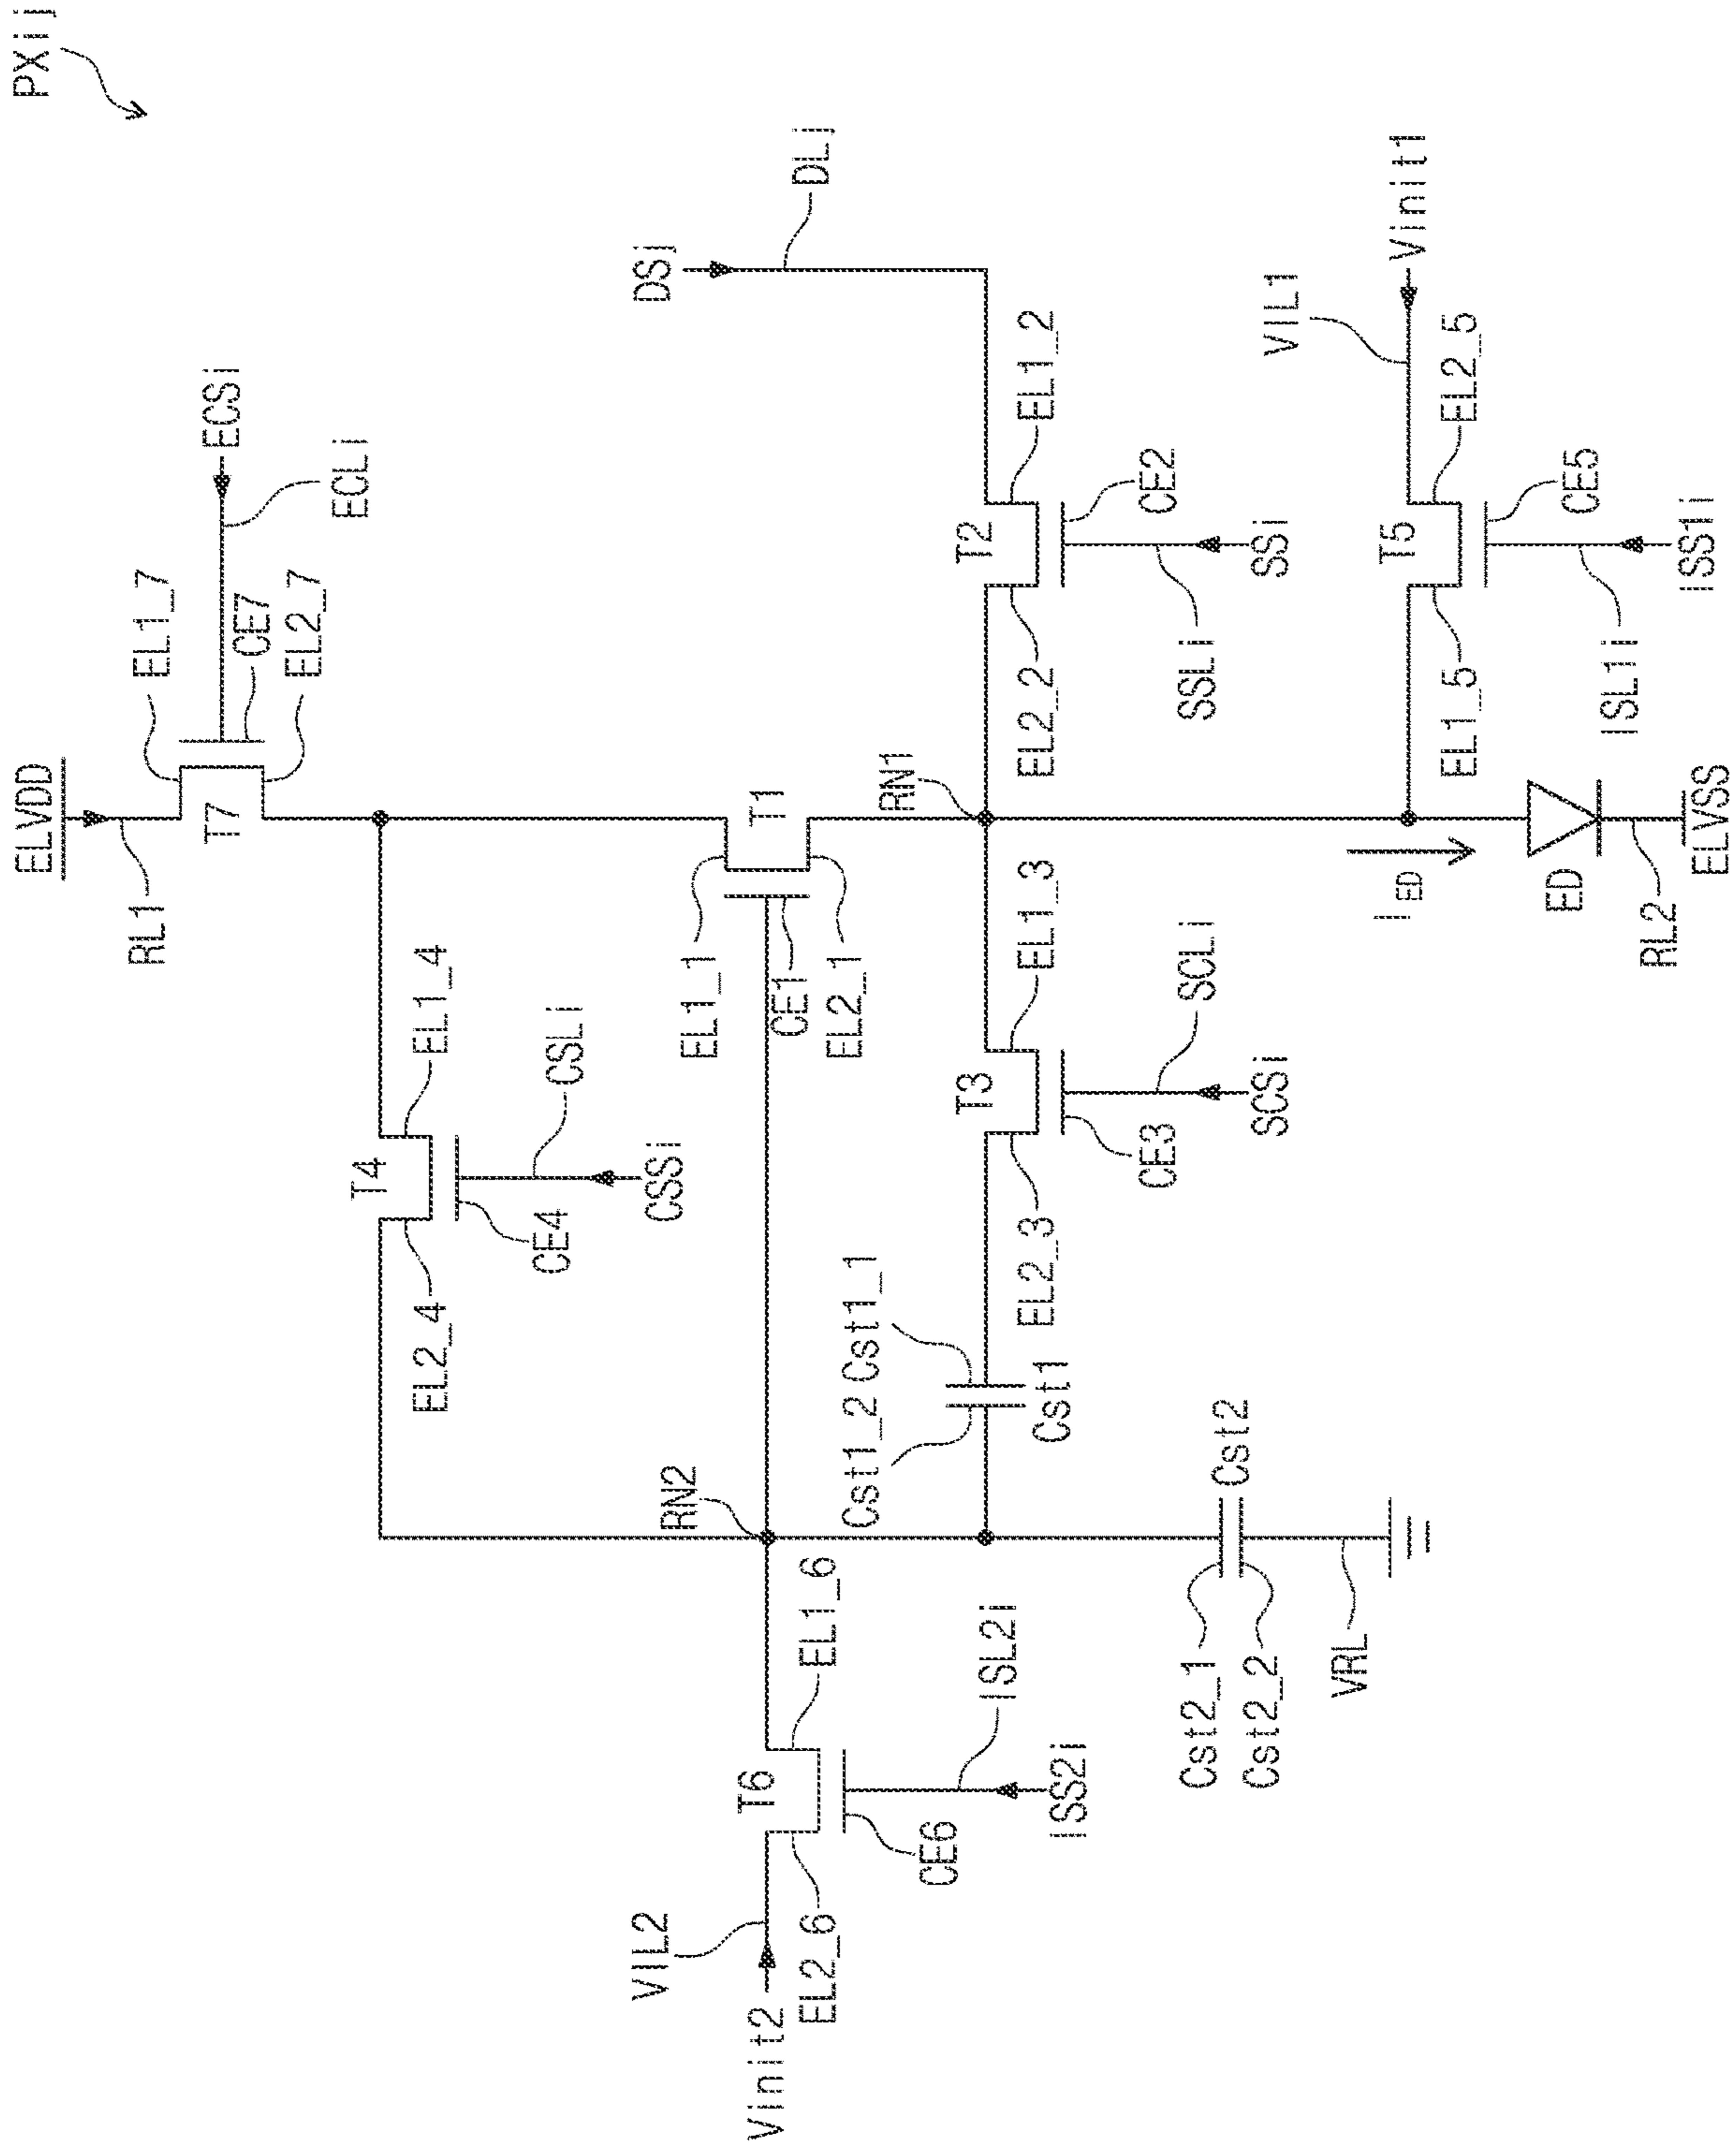 PXij
ELVDD
RL1
T7
EL1_7
CE7
EL2_7
ECSi
ECLi
T4
EL1_4
EL2_4
CE4
CSLi
CSSi
T1
EL1_1
CE1
EL2_1
DSj
DLj
RN2
RN1
T2
EL1_2
EL2_2
CE2
SSLi
SSi
T3
EL1_3
EL2_3
CE3
SCLi
SCSi
Cst1_2 Cst1_1
Cst1
T6
EL1_6
EL2_6
CE6
VIL2
Vinit2
ISL2i
ISS2i
Cst2
Cst2_1
Cst2_2
VRL
VIL1
Vinit1
T5
EL2_5
EL1_5
CE5
ISL1i
ISS1i
IED
ED
RL2
ELVSS